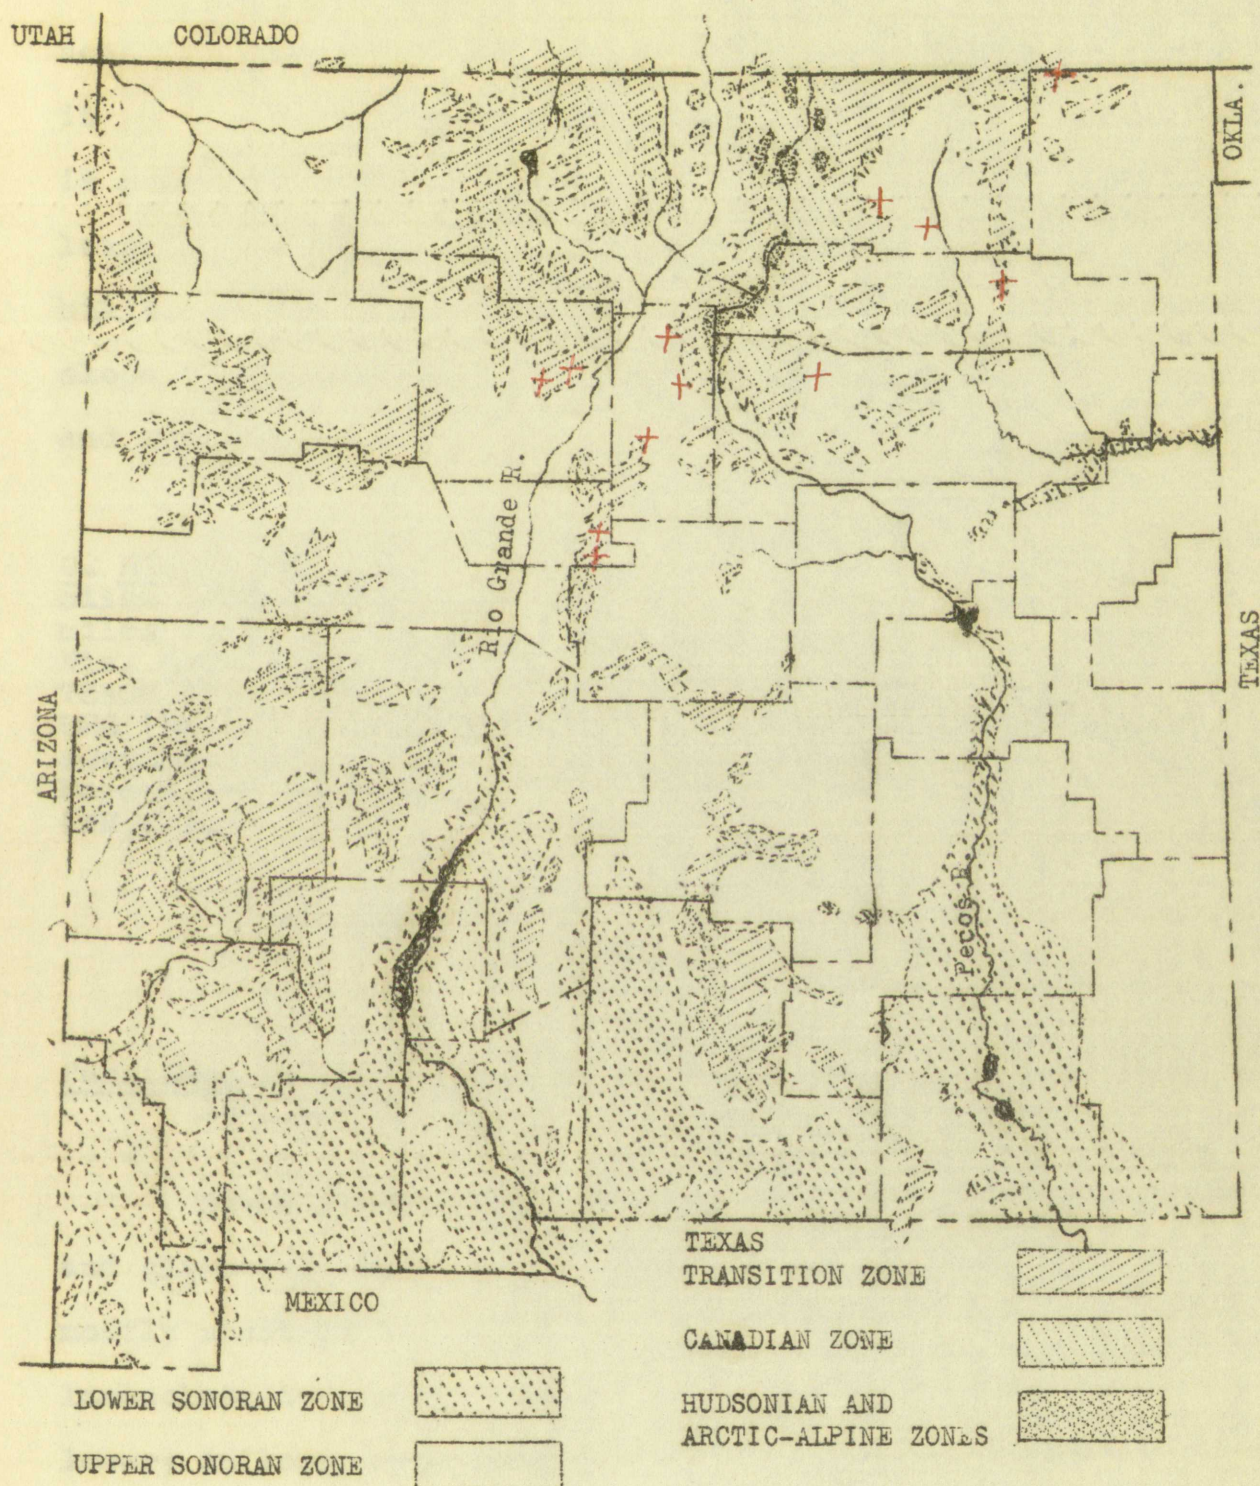 UTAH
COLORADO
OKLA.
Rio Grande R.
ARIZONA
TEXAS
Pecos R.
TEXAS
TRANSITION ZONE
MEXICO
CANADIAN ZONE
LOWER SONORAN ZONE
HUDSONIAN AND
ARCTIC-ALPINE ZONES
UPPER SONORAN ZONE